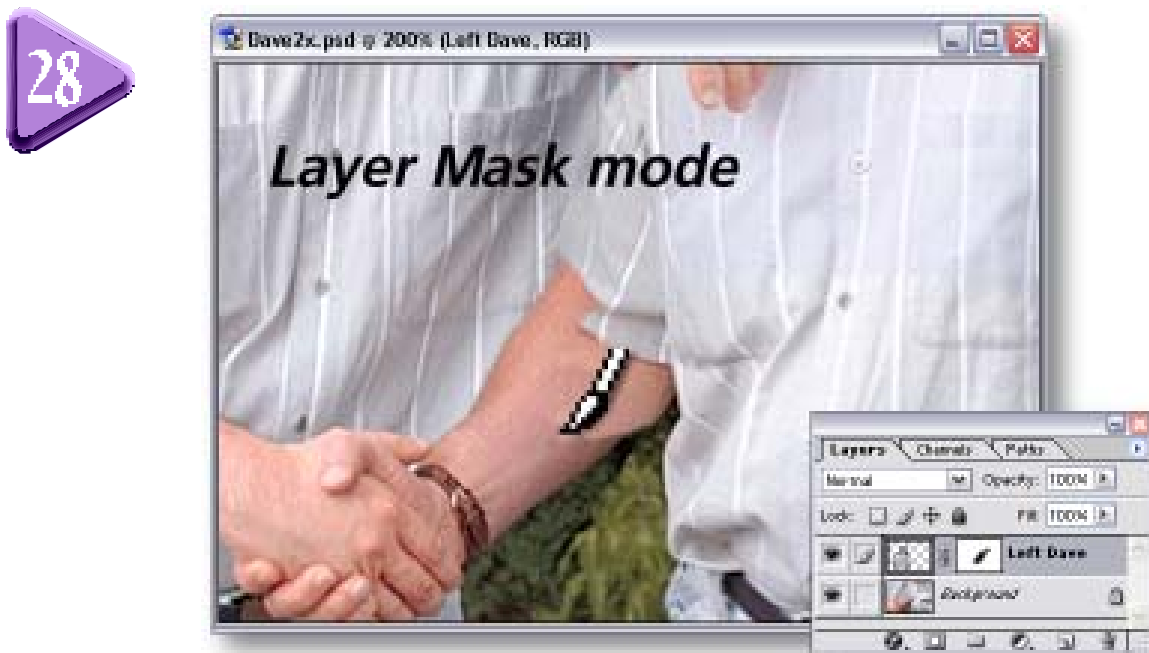 28
Dave2x.psd @ 200% (Left Dave, RGB)
Layer Mask mode
Layers Channels Paths
Normal Opacity: 100%
Lock: Fill: 100%
Left Dave
Background